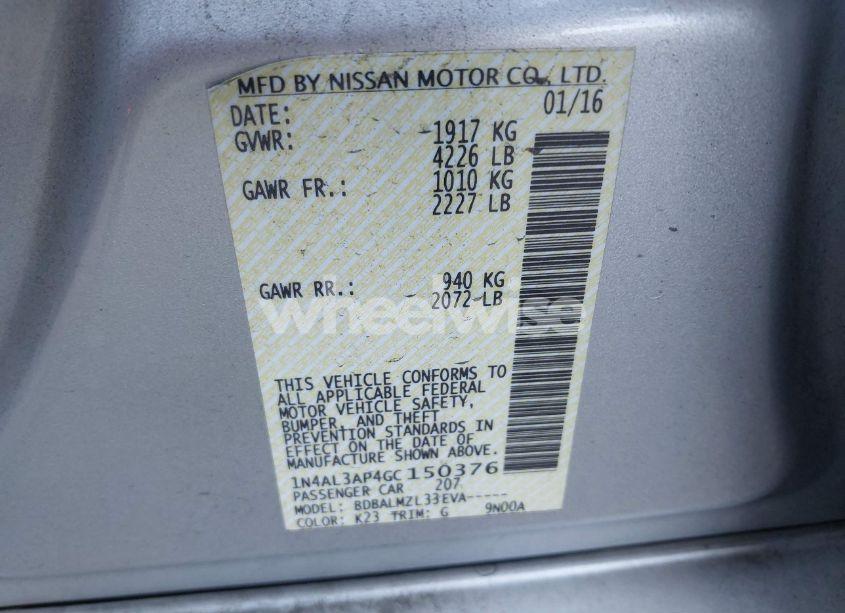 MFD BY NISSAN MOTOR CO., LTD.
DATE: 01/16
GVWR: 1917 KG
4226 LB
GAWR FR.: 1010 KG
2227 LB
GAWR RR.: 940 KG
2072 LB
wheelwise
THIS VEHICLE CONFORMS TO
ALL APPLICABLE FEDERAL
MOTOR VEHICLE SAFETY,
BUMPER, AND THEFT
PREVENTION STANDARDS IN
EFFECT ON THE DATE OF
MANUFACTURE SHOWN ABOVE.
1N4AL3AP4GC150376
PASSENGER CAR 207
MODEL: BDBALMZL33EVA-----
COLOR: K23 TRIM: G 9N00A